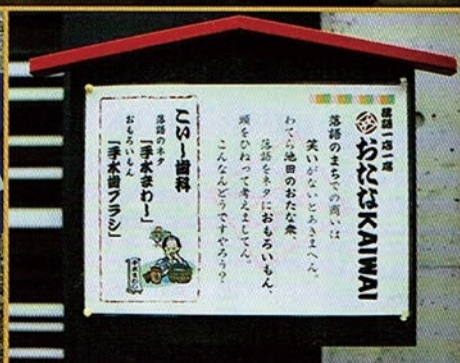 落語一店一席
おたなKAIWAI
落語のまちでの商いは
笑いがないとあきまへん。
わてら池田のおたな衆、
落語をネタにおもろいもん、
頭をひねって考えましてん。
こんなんどうですやろう？
こい〜歯科
落語のネタ
「手水まわし」
おもろいもん
「手水歯ブラシ」